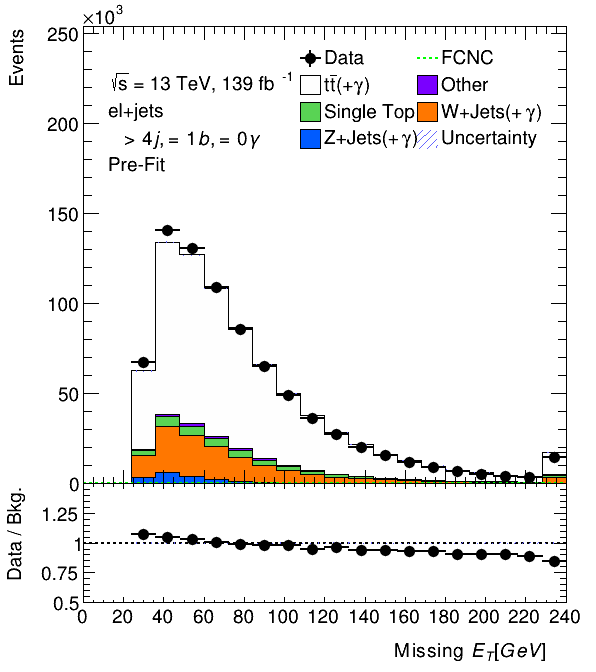 ×10³
Events
250
200
150
100
50
0
√s = 13 TeV, 139 fb⁻¹
el+jets
> 4j, = 1b, = 0γ
Pre-Fit
Data
FCNC
tt̄(+γ)
Other
Single Top
W+Jets(+γ)
Z+Jets(+γ)
Uncertainty
Data / Bkg.
1.25
1
0.75
0.5
0 20 40 60 80 100 120 140 160 180 200 220 240
Missing E_T[GeV]